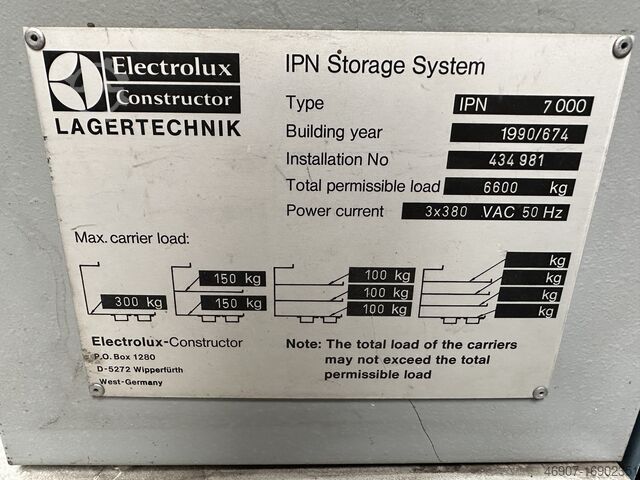 Electrolux
Constructor
LAGERTECHNIK
IPN Storage System
Type IPN 7000
Building year 1990/674
Installation No 434 981
Total permissible load 6600 kg
Power current 3x380 VAC 50 Hz
Max. carrier load:
300 kg
150 kg
150 kg
100 kg
100 kg
100 kg
kg
kg
kg
kg
Electrolux-Constructor
P.O. Box 1280
D-5272 Wipperfürth
West-Germany
Note: The total load of the carriers
may not exceed the total
permissible load